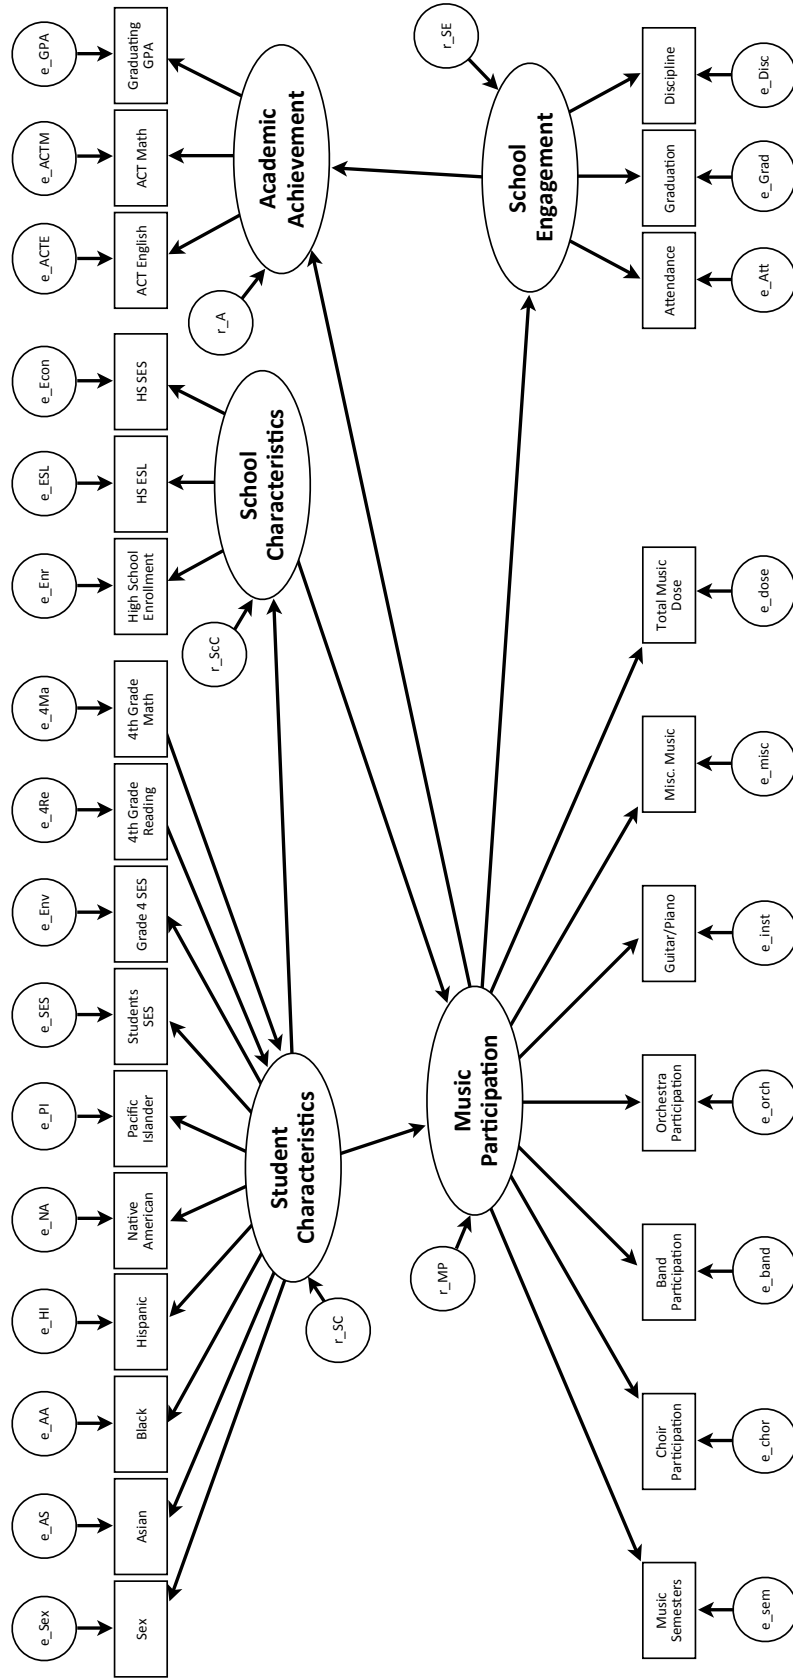 e_Sex
e_AS
e_AA
e_HI
e_NA
e_PI
e_SES
e_Env
e_4Re
e_4Ma
e_Enr
e_ESL
e_Econ
e_ACTE
e_ACTM
e_GPA
Sex
Asian
Black
Hispanic
Native
American
Pacific
Islander
Students
SES
Grade 4 SES
4th Grade
Reading
4th Grade
Math
High School
Enrollment
HS ESL
HS SES
ACT English
ACT Math
Graduating
GPA
r_SC
Student
Characteristics
r_ScC
School
Characteristics
r_A
Academic
Achievement
r_MP
Music
Participation
School
Engagement
r_SE
Music
Semesters
Choir
Participation
Band
Participation
Orchestra
Participation
Guitar/Piano
Misc. Music
Total Music
Dose
Attendance
Graduation
Discipline
e_sem
e_chor
e_band
e_orch
e_inst
e_misc
e_dose
e_Att
e_Grad
e_Disc